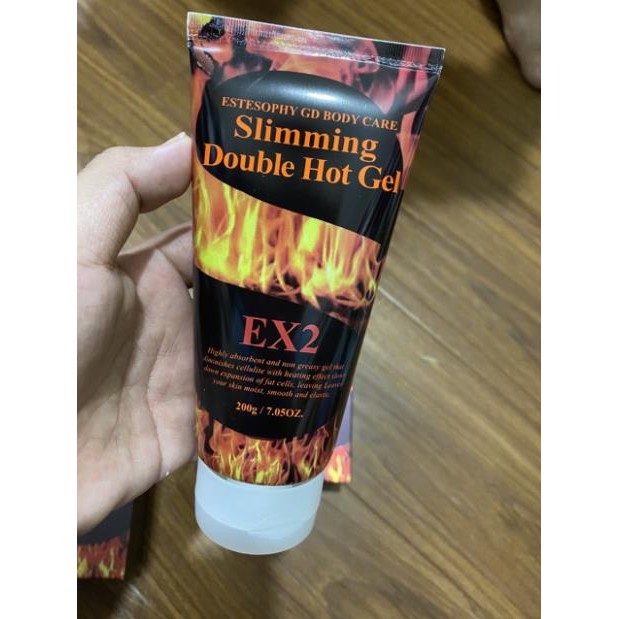 ESTESOPHY GD BODY CARE
Slimming
Double Hot Gel
EX2
Highly absorbent and non greasy gel that
diminishes cellulite with heating effect slows
down expansion of fat cells, leaving Leaves
your skin moist, smooth and elastic.
200g / 7.05OZ.